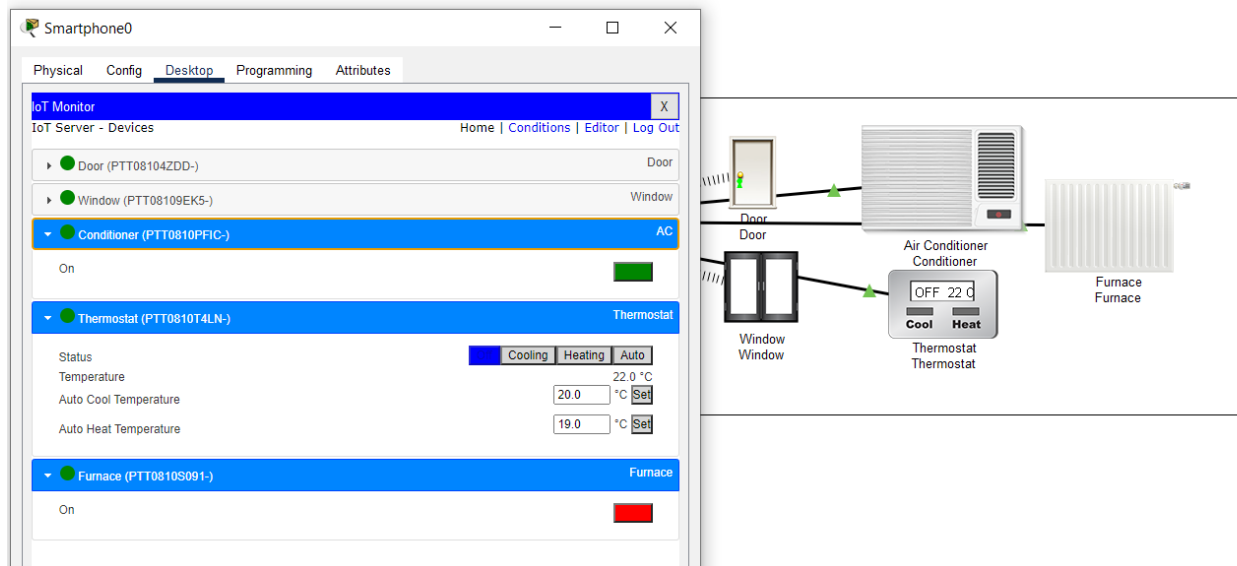 Smartphone0
Physical Config Desktop Programming Attributes
IoT Monitor X
IoT Server - Devices Home | Conditions | Editor | Log Out
Door (PTT08104ZDD-) Door
Window (PTT08109EK5-) Window
Conditioner (PTT0810PFIC-) AC
On
Thermostat (PTT0810T4LN-) Thermostat
Status Cooling Heating Auto
Temperature 22.0 °C
Auto Cool Temperature 20.0 °C Set
Auto Heat Temperature 19.0 °C Set
Furnace (PTT0810S091-) Furnace
On
Door
Door
Air Conditioner
Conditioner
Furnace
Furnace
Window
Window
OFF 22 C
Cool Heat
Thermostat
Thermostat